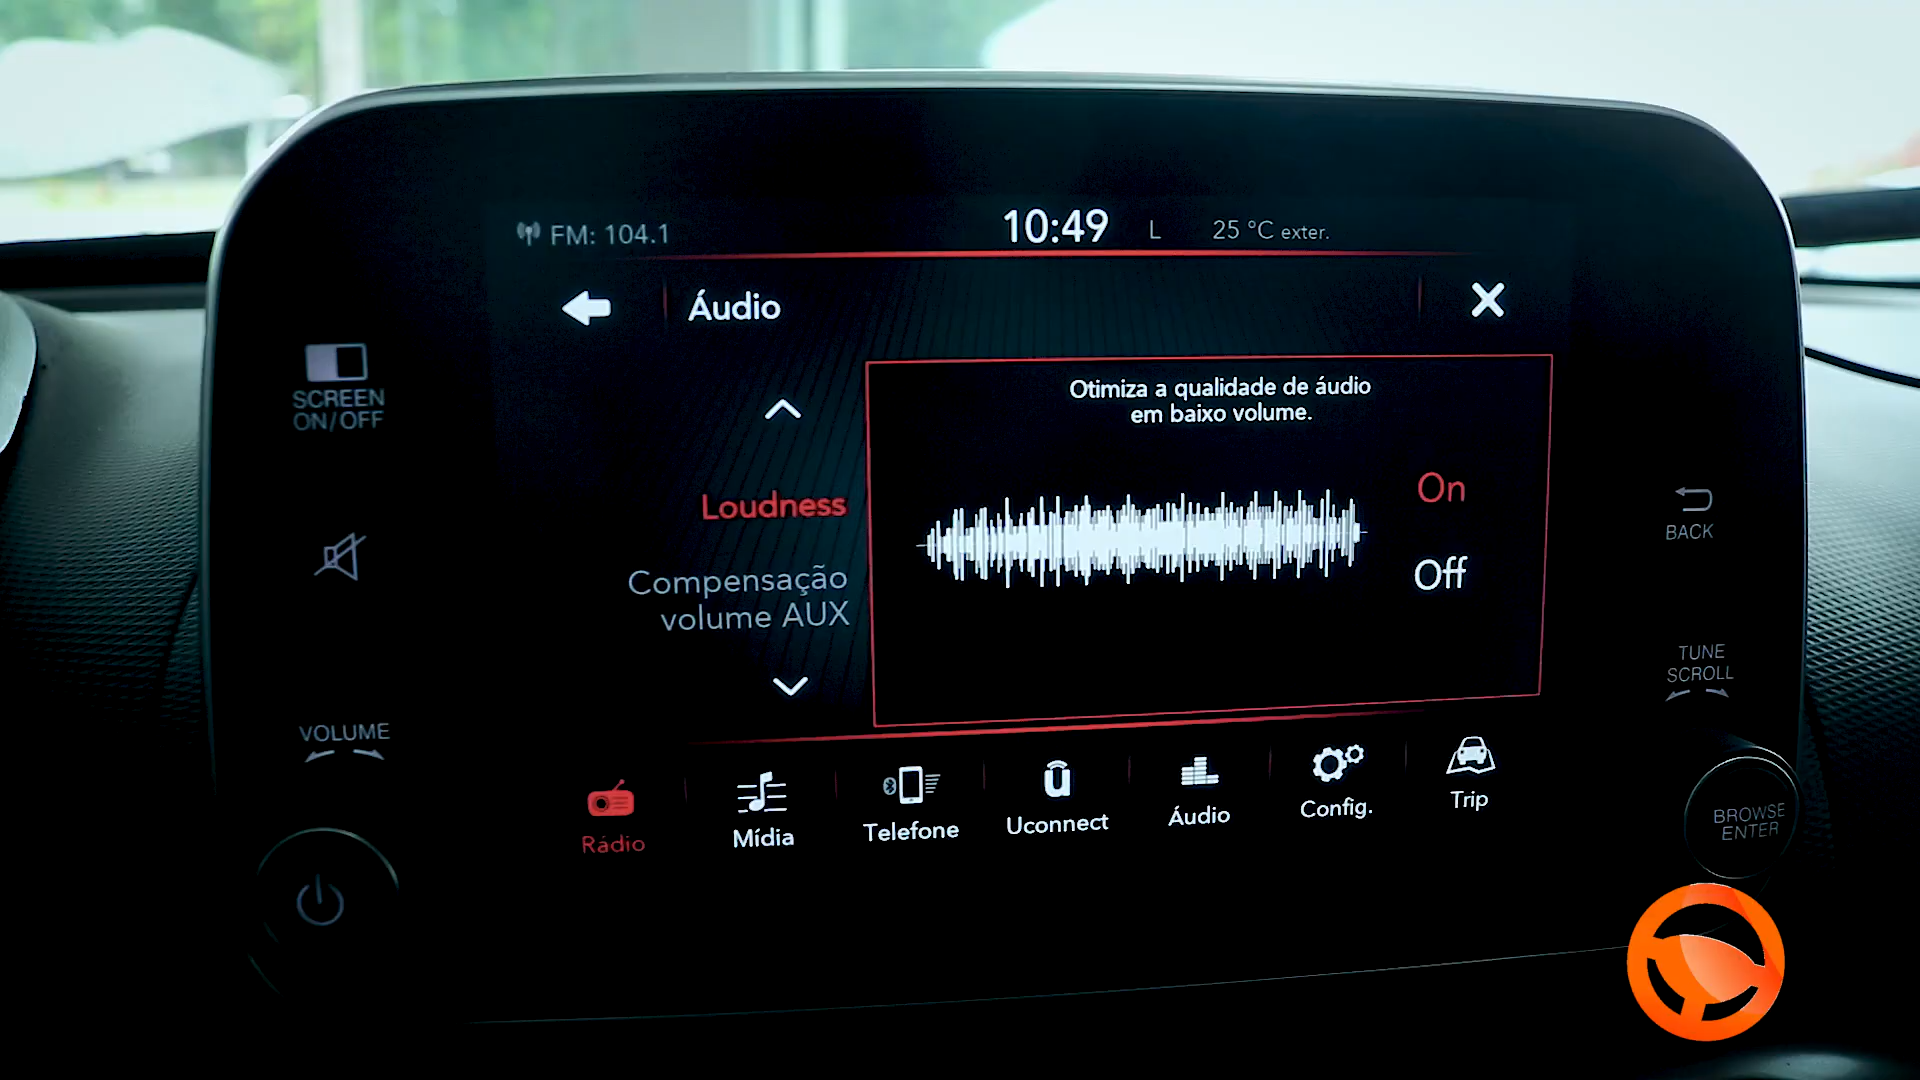 FM: 104.1
10:49
L
25 °C exter.
Áudio
SCREEN
ON/OFF
Otimiza a qualidade de áudio
em baixo volume.
Loudness
On
Off
Compensação
volume AUX
BACK
TUNE
SCROLL
VOLUME
Rádio
Mídia
Telefone
Uconnect
Áudio
Config.
Trip
BROWSE
ENTER